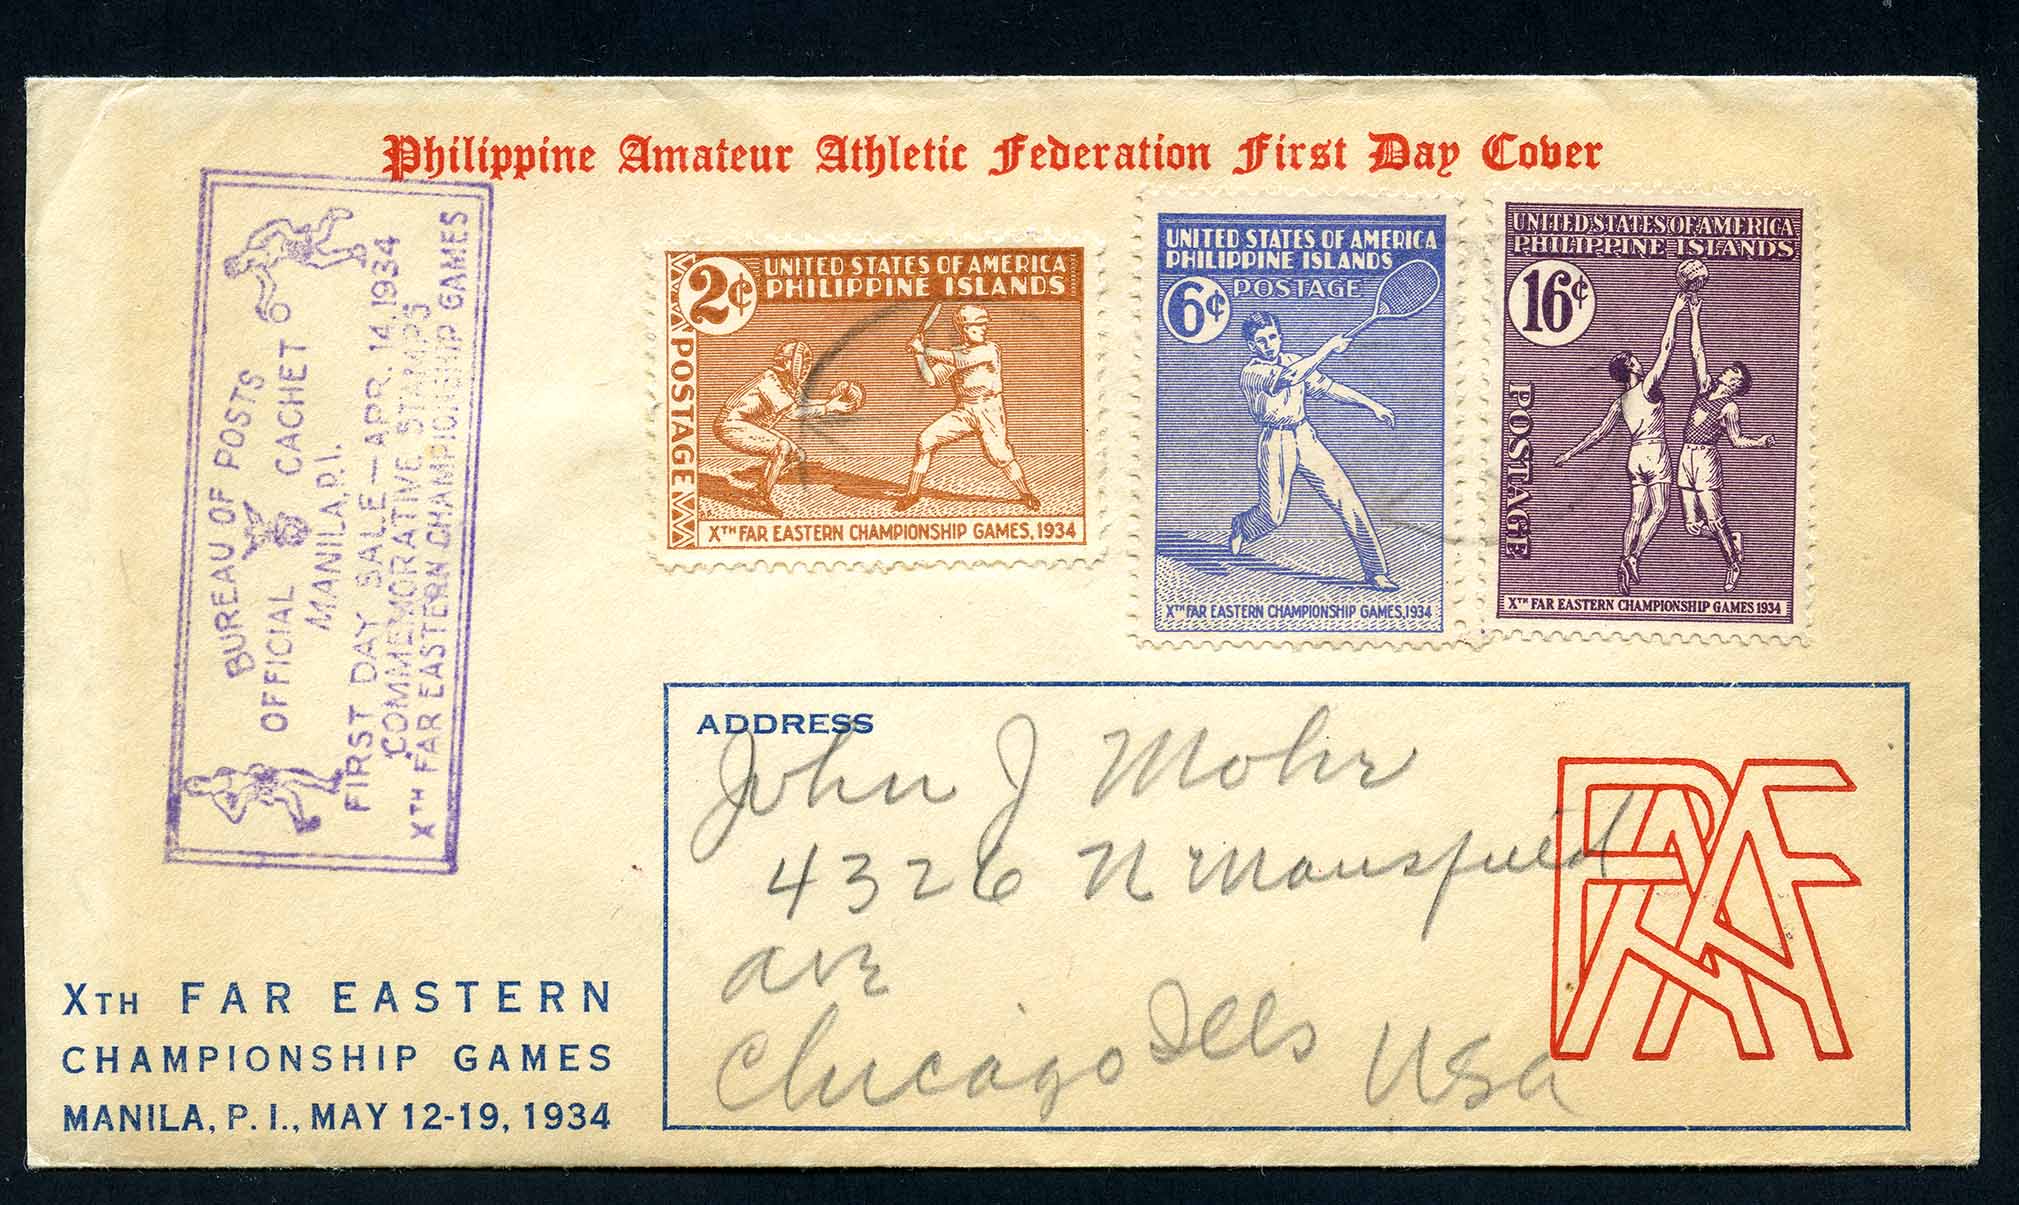 Philippine Amateur Athletic Federation First Day Cover
BUREAU OF POSTS
OFFICIAL CACHET 6
MANILA, P.I.
FIRST DAY SALE—APR. 14, 1934
COMMEMORATIVE STAMPS
XTH FAR EASTERN CHAMPIONSHIP GAMES
2¢
UNITED STATES OF AMERICA
PHILIPPINE ISLANDS
POSTAGE
XTH FAR EASTERN CHAMPIONSHIP GAMES, 1934
UNITED STATES OF AMERICA
PHILIPPINE ISLANDS
6¢ POSTAGE
XTH FAR EASTERN CHAMPIONSHIP GAMES, 1934
UNITED STATES OF AMERICA
PHILIPPINE ISLANDS
16¢
POSTAGE
XTH FAR EASTERN CHAMPIONSHIP GAMES 1934
ADDRESS
John J Mohr
4326 N Mansfield
ave
Chicago Ills USA
PAAF
XTH FAR EASTERN
CHAMPIONSHIP GAMES
MANILA, P. I., MAY 12-19, 1934